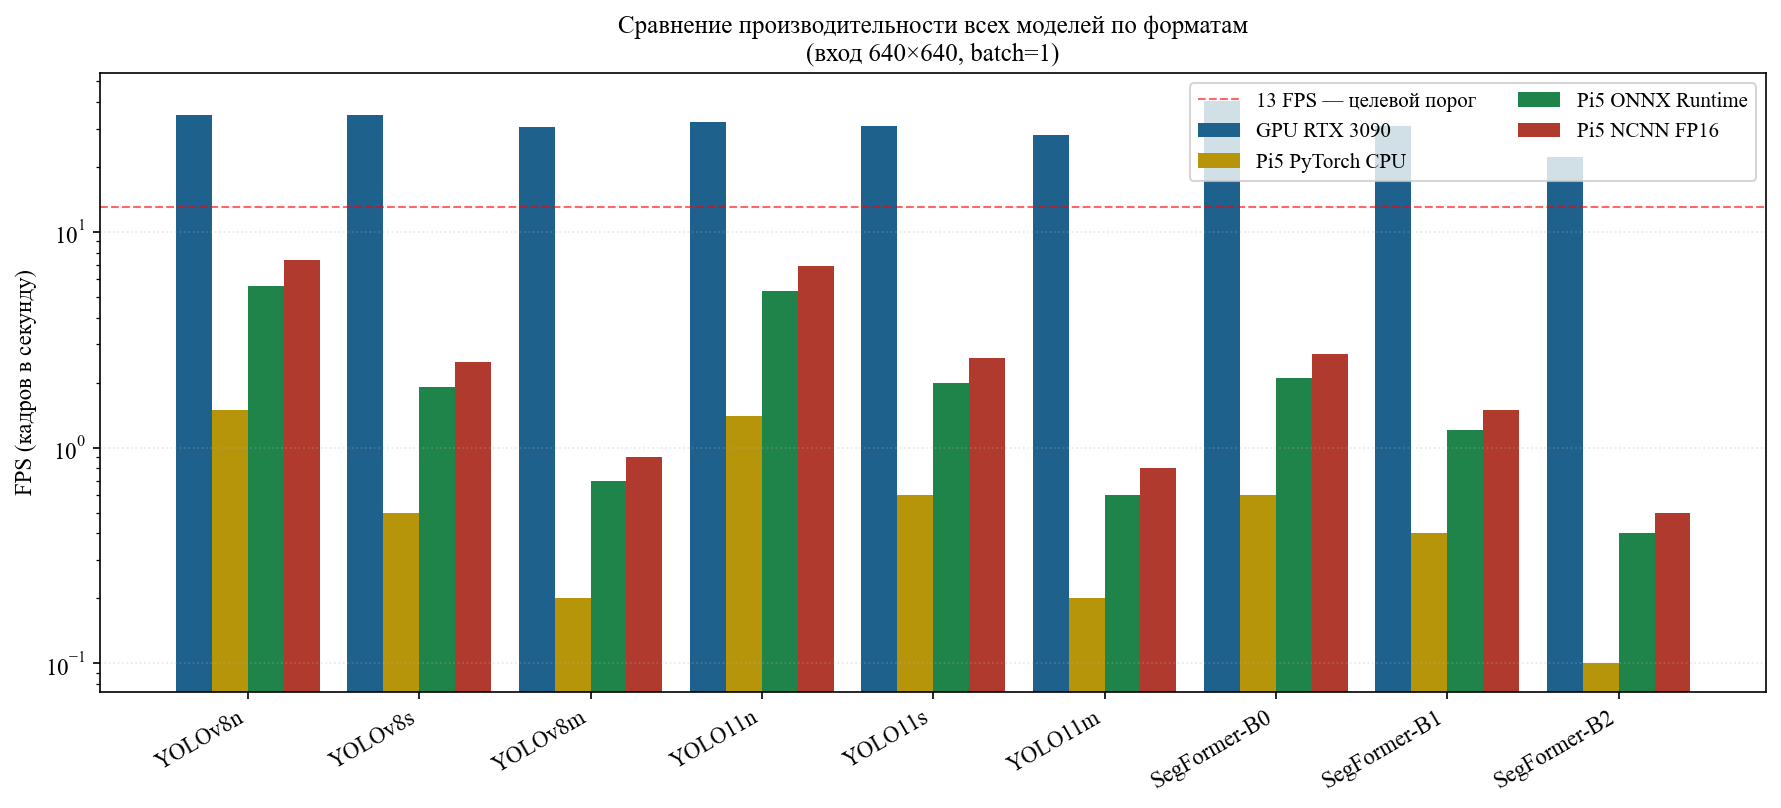 Сравнение производительности всех моделей по форматам
(вход 640×640, batch=1)
13 FPS — целевой порог
GPU RTX 3090
Pi5 PyTorch CPU
Pi5 ONNX Runtime
Pi5 NCNN FP16
FPS (кадров в секунду)
10¹
10⁰
10⁻¹
YOLOv8n
YOLOv8s
YOLOv8m
YOLO11n
YOLO11s
YOLO11m
SegFormer-B0
SegFormer-B1
SegFormer-B2